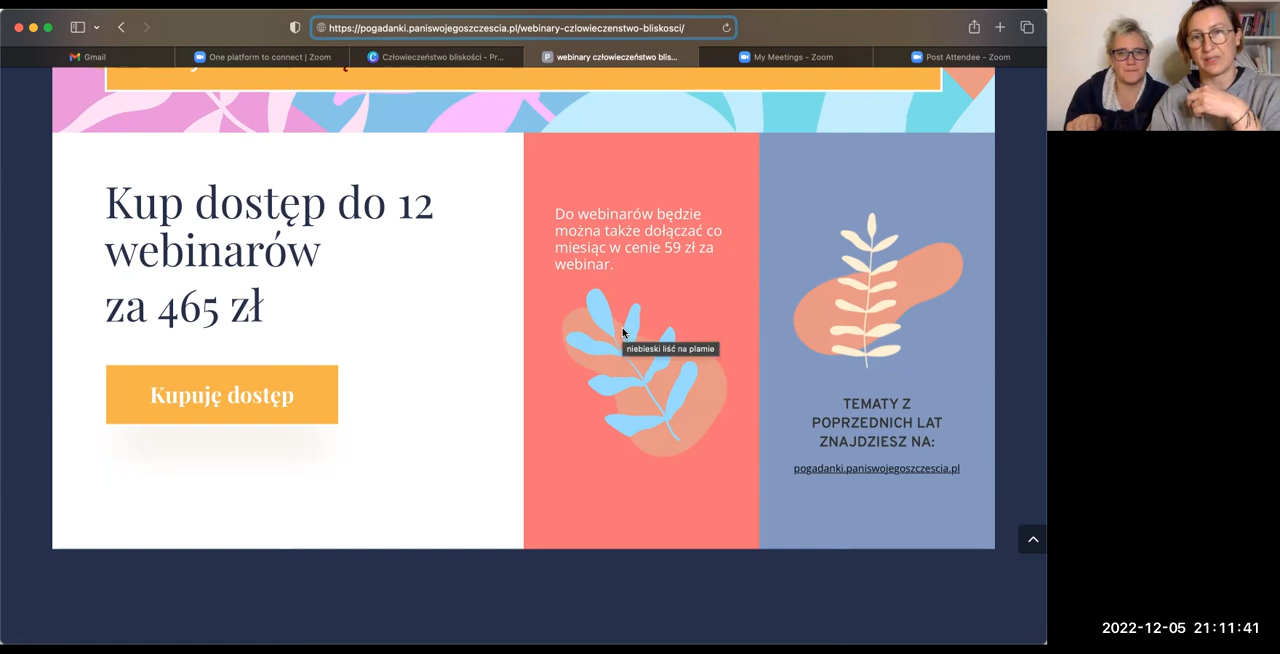 https://pogadanki.paniswojegoszczescia.pl/webinary-czlowieczenstwo-bliskosci/
Gmail
One platform to connect | Zoom
Człowieczeństwo bliskości - Pr...
webinary człowieczeństwo blis...
My Meetings - Zoom
Post Attendee - Zoom
Kup dostęp do 12
webinarów
za 465 zł
Kupuję dostęp
Do webinarów będzie
można także dołączać co
miesiąc w cenie 59 zł za
webinar.
niebieski liść na plamie
TEMATY Z
POPRZEDNICH LAT
ZNAJDZIESZ NA:
pogadanki.paniswojegoszczescia.pl
2022-12-05 21:11:41